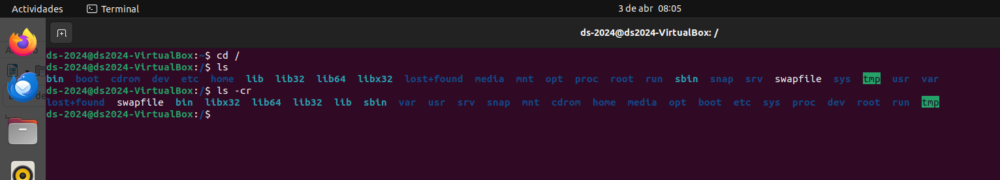 Actividades Terminal 3 de abr 08:05
ds-2024@ds2024-VirtualBox: /
ds-2024@ds2024-VirtualBox:~$ cd /
ds-2024@ds2024-VirtualBox:/$ ls
bin boot cdrom dev etc home lib lib32 lib64 libx32 lost+found media mnt opt proc root run sbin snap srv swapfile sys tmp usr var
ds-2024@ds2024-VirtualBox:/$ ls -cr
lost+found swapfile bin libx32 lib64 lib32 lib sbin var usr srv snap mnt cdrom home media opt boot etc sys proc dev root run tmp
ds-2024@ds2024-VirtualBox:/$